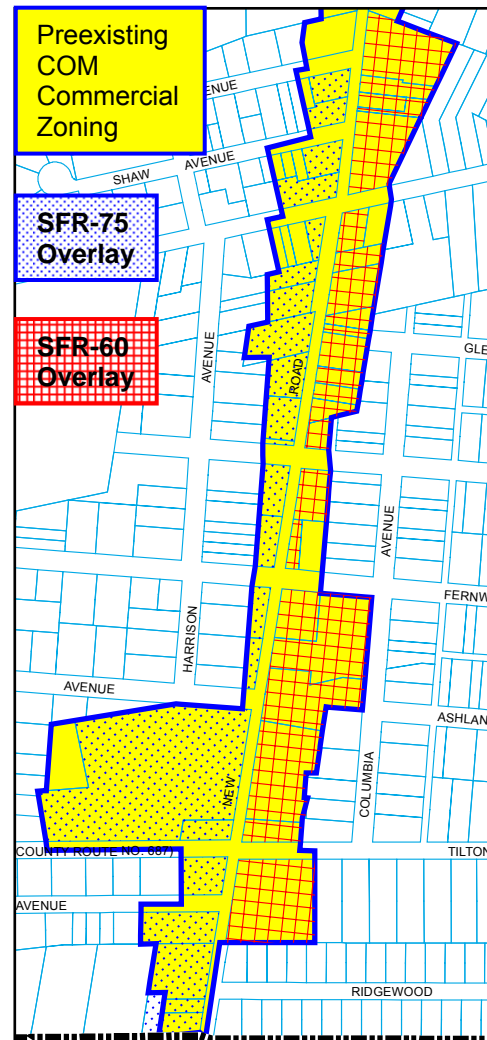 Preexisting
COM
Commercial
Zoning
ENUE
AVENUE
SHAW
SFR-75
Overlay
SFR-60
Overlay
AVENUE
ROAD
GLE
AVENUE
HARRISON
FERNW
AVENUE
ASHLAN
COLUMBIA
NEW
COUNTY ROUTE NO. 687)
TILTON
AVENUE
RIDGEWOOD